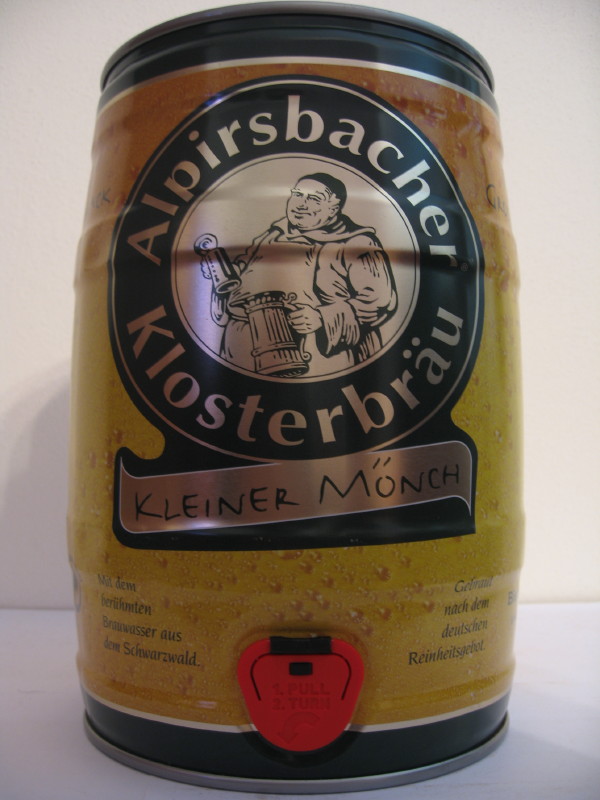 Alpirsbacher
Klosterbräu
KLEINER MÖNCH
Mit dem
berühmten
Brauwasser aus
dem Schwarzwald.
Gebraut
nach dem
deutschen
Reinheitsgebot.
1. PULL
2. TURN